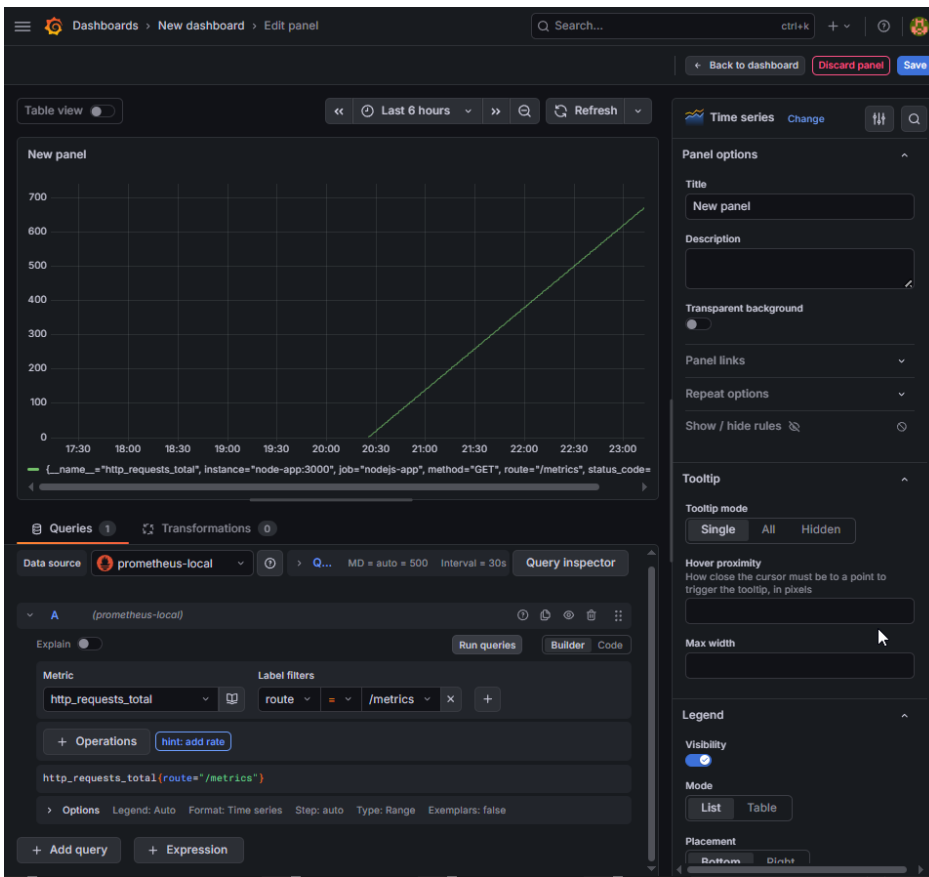 Dashboards › New dashboard › Edit panel
Search... ctrl+k
← Back to dashboard Discard panel Save
Table view
Last 6 hours Refresh
New panel
700
600
500
400
300
200
100
0
17:30 18:00 18:30 19:00 19:30 20:00 20:30 21:00 21:30 22:00 22:30 23:00
{__name__="http_requests_total", instance="node-app:3000", job="nodejs-app", method="GET", route="/metrics", status_code=
Queries 1 Transformations 0
Data source prometheus-local Q... MD = auto = 500 Interval = 30s Query inspector
A (prometheus-local)
Explain Run queries Builder Code
Metric Label filters
http_requests_total route = /metrics
+ Operations hint: add rate
http_requests_total{route="/metrics"}
Options Legend: Auto Format: Time series Step: auto Type: Range Exemplars: false
+ Add query + Expression
Time series Change
Panel options
Title
New panel
Description
Transparent background
Panel links
Repeat options
Show / hide rules
Tooltip
Tooltip mode
Single All Hidden
Hover proximity
How close the cursor must be to a point to
trigger the tooltip, in pixels
Max width
Legend
Visibility
Mode
List Table
Placement
Bottom Right